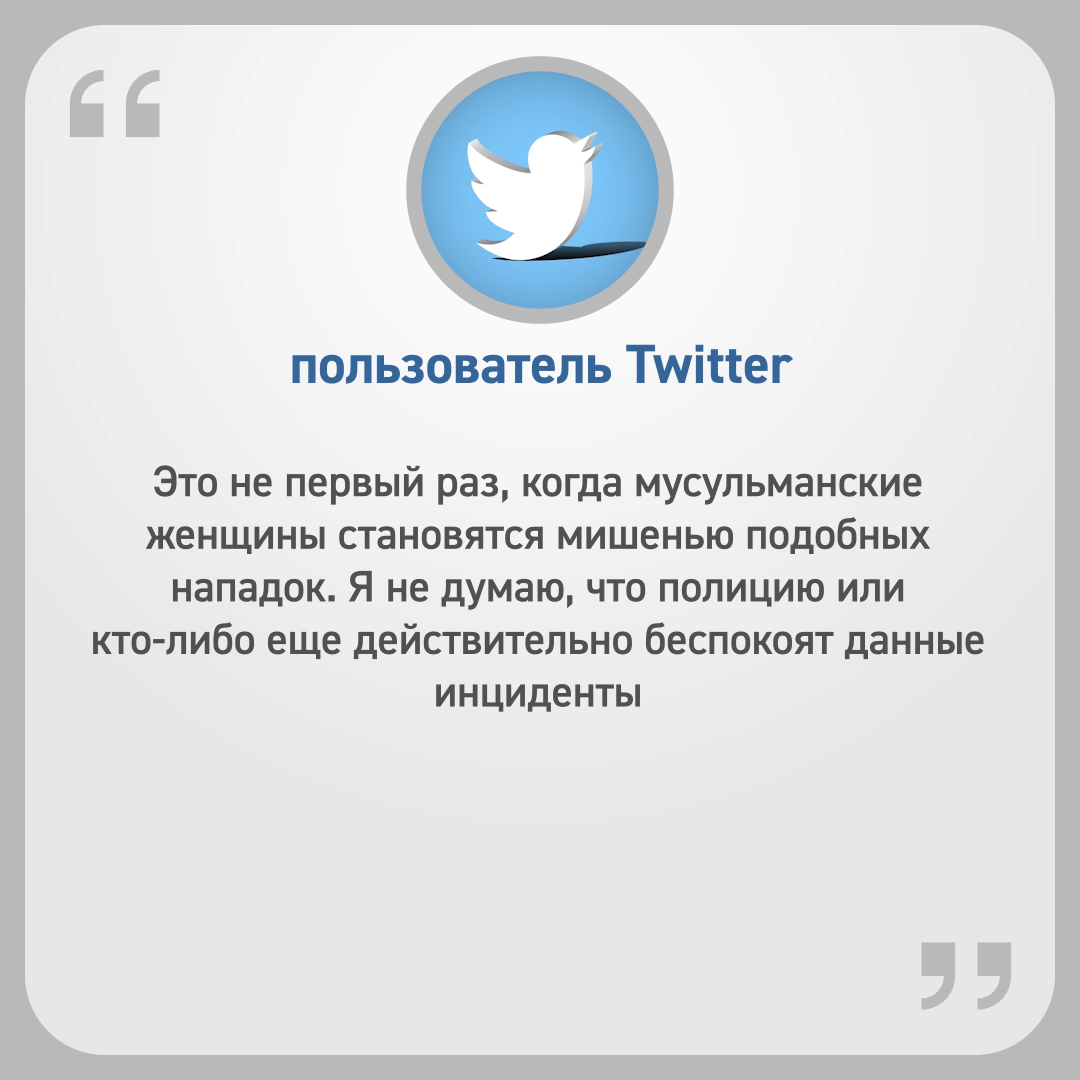 пользователь Twitter
Это не первый раз, когда мусульманские
женщины становятся мишенью подобных
нападок. Я не думаю, что полицию или
кто-либо еще действительно беспокоят данные
инциденты